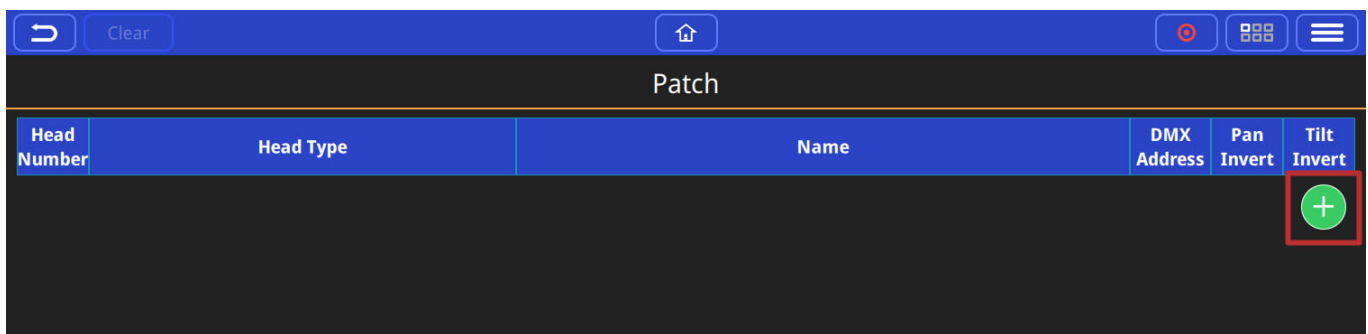 Clear
Patch
Head Number
Head Type
Name
DMX Address
Pan Invert
Tilt Invert